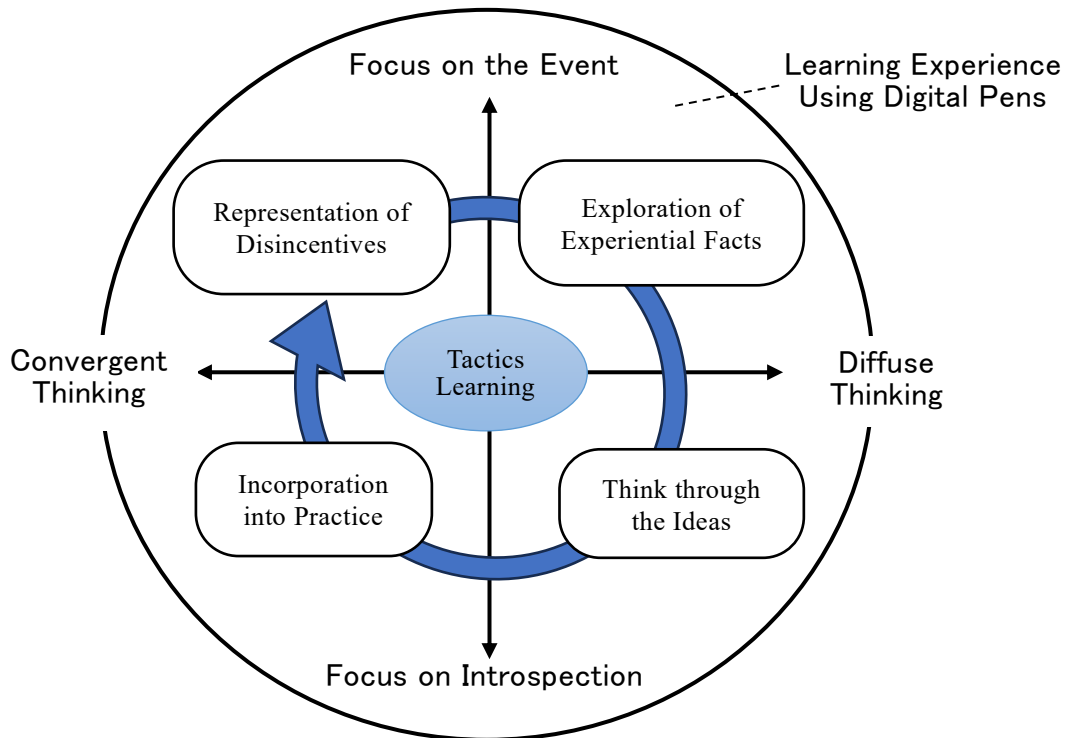 Focus on the Event
Learning Experience
Using Digital Pens
Representation of
Disincentives
Exploration of
Experiential Facts
Convergent
Thinking
Tactics
Learning
Diffuse
Thinking
Incorporation
into Practice
Think through
the Ideas
Focus on Introspection